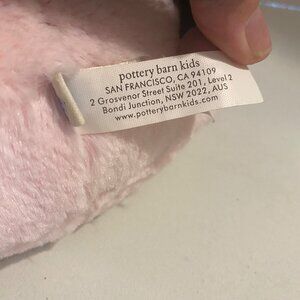 pottery barn kids
SAN FRANCISCO, CA 94109
2 Grosvenor Street Suite 201, Level 2
Bondi Junction, NSW 2022, AUS
www.potterybarnkids.com